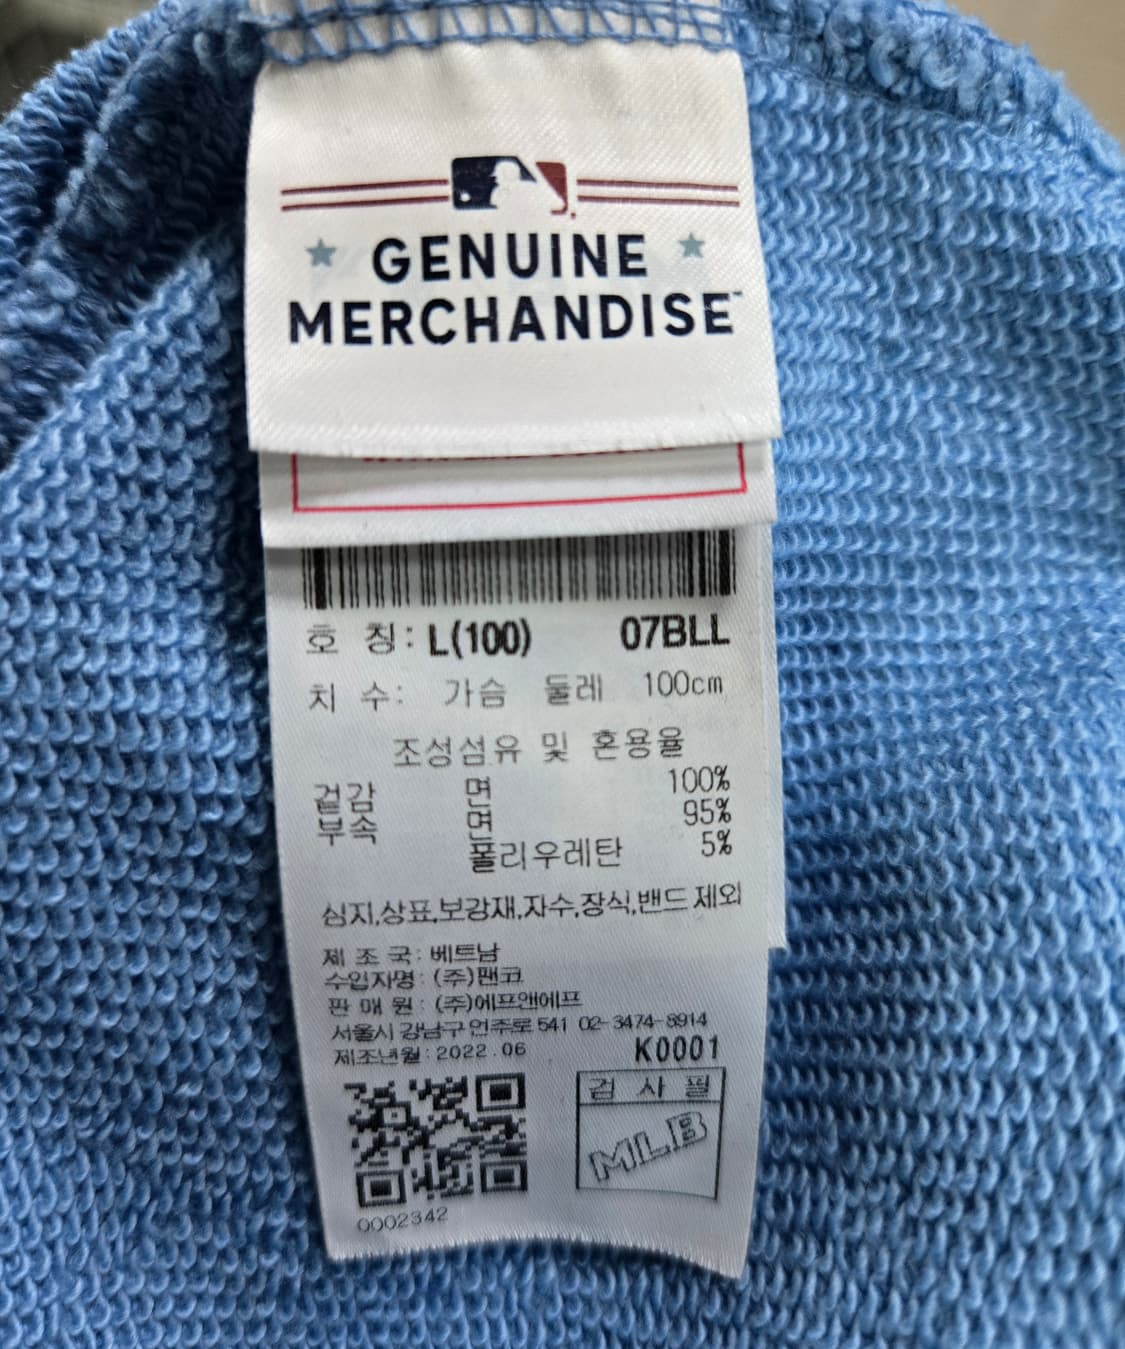 GENUINE
MERCHANDISE™
호 칭: L(100) 07BLL
치 수: 가슴 둘레 100cm
조성섬유 및 혼용율
겉감 면 100%
부속 면 95%
폴리우레탄 5%
심지,상표,보강재,자수,장식,밴드 제외
제 조 국: 베트남
수입자명: (주)팬코
판 매 원: (주)에프앤에프
서울시 강남구 언주로 541 02-3474-8914
제조년월: 2022.06 K0001
검 사 필
MLB
0002342